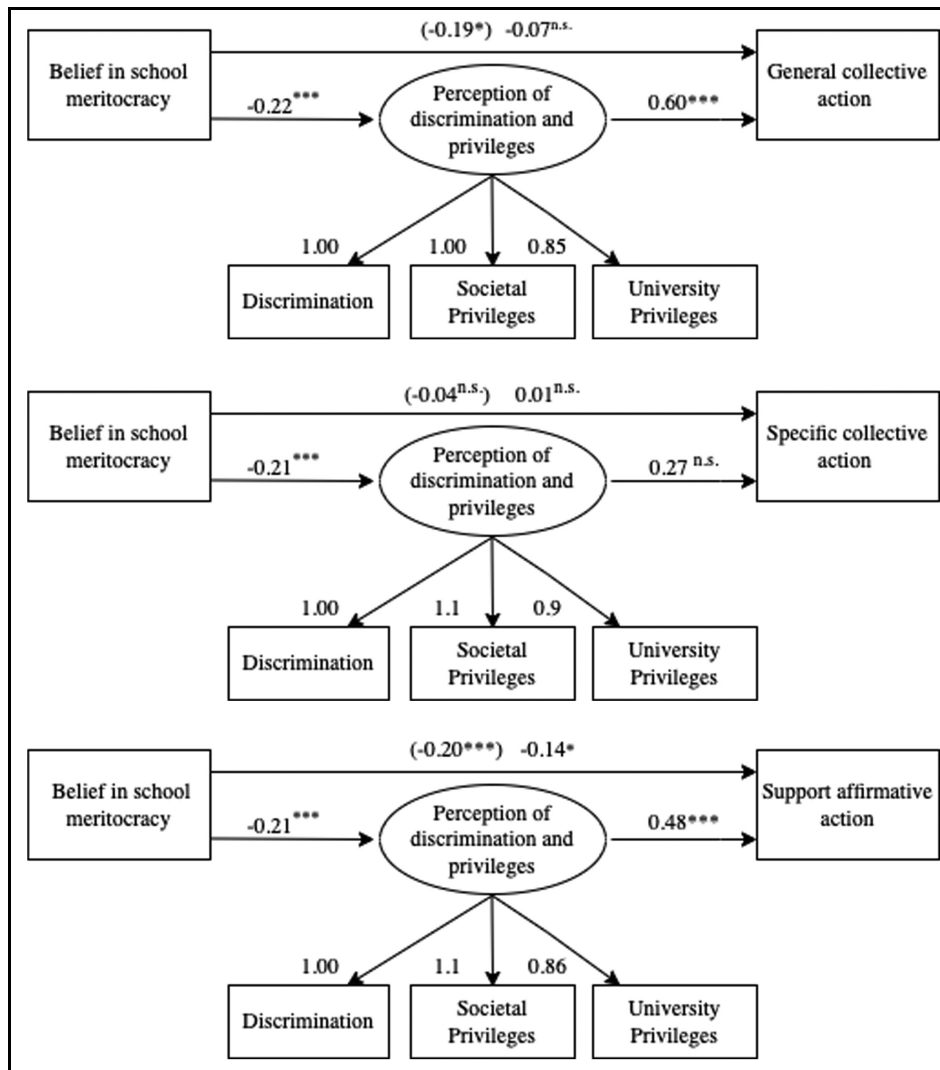 (-0.19*) -0.07n.s.
Belief in school
meritocracy
General collective
action
-0.22***
Perception of
discrimination and
privileges
0.60***
1.00
1.00
0.85
Discrimination
Societal
Privileges
University
Privileges
(-0.04n.s.) 0.01n.s.
Belief in school
meritocracy
Specific collective
action
-0.21***
Perception of
discrimination and
privileges
0.27 n.s.
1.00
1.1
0.9
Discrimination
Societal
Privileges
University
Privileges
(-0.20***) -0.14*
Belief in school
meritocracy
Support affirmative
action
-0.21***
Perception of
discrimination and
privileges
0.48***
1.00
1.1
0.86
Discrimination
Societal
Privileges
University
Privileges